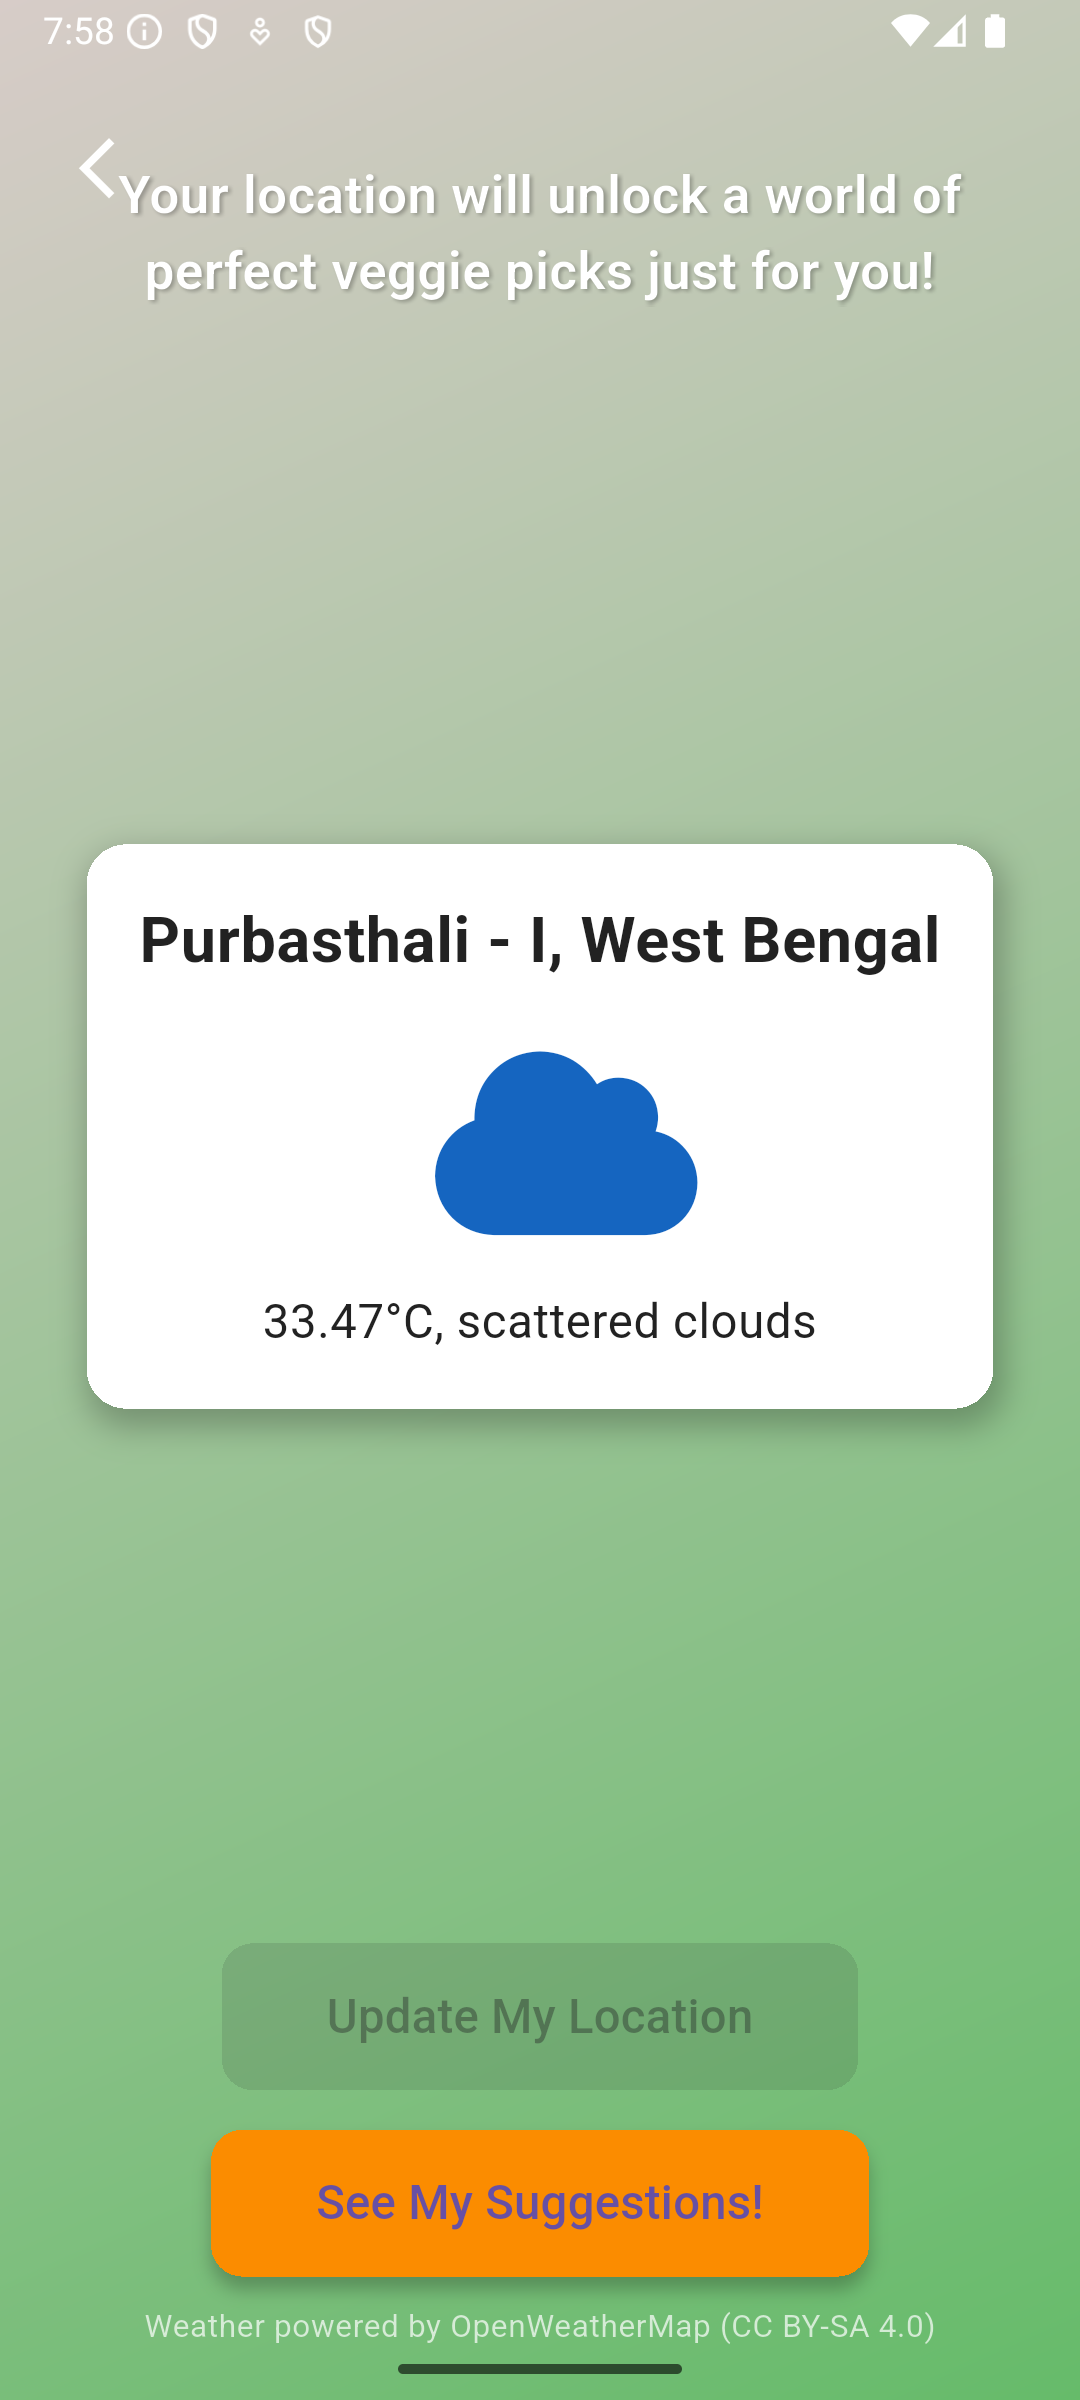 7:58
Your location will unlock a world of
perfect veggie picks just for you!
Purbasthali - I, West Bengal
33.47°C, scattered clouds
Update My Location
See My Suggestions!
Weather powered by OpenWeatherMap (CC BY-SA 4.0)